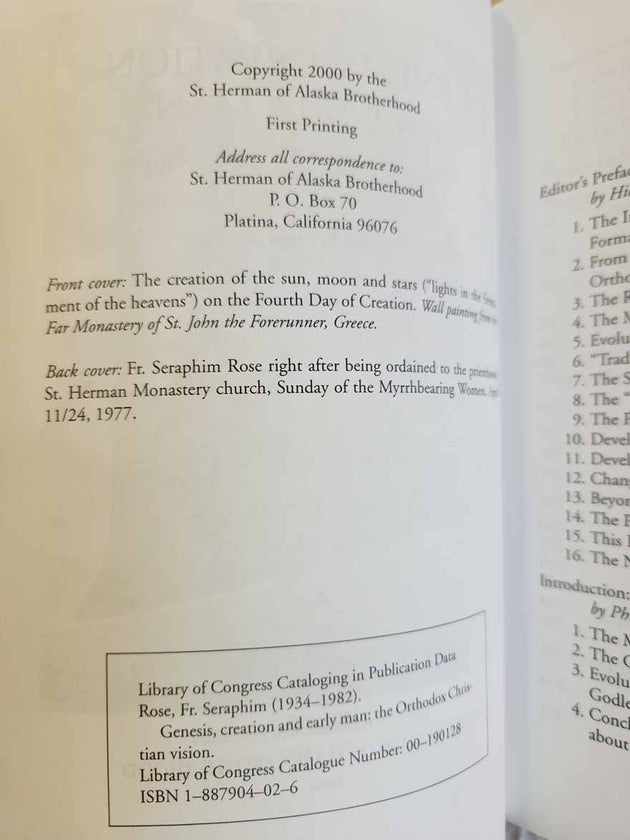 Copyright 2000 by the
St. Herman of Alaska Brotherhood
First Printing
Address all correspondence to:
St. Herman of Alaska Brotherhood
P. O. Box 70
Platina, California 96076
Front cover: The creation of the sun, moon and stars ("lights in the firma-
ment of the heavens") on the Fourth Day of Creation. Wall painting from
Far Monastery of St. John the Forerunner, Greece.
Back cover: Fr. Seraphim Rose right after being ordained to the priesthood
St. Herman Monastery church, Sunday of the Myrrhbearing Women,
11/24, 1977.
Library of Congress Cataloging in Publication Data
Rose, Fr. Seraphim (1934–1982).
Genesis, creation and early man: the Orthodox Chris-
tian vision.
Library of Congress Catalogue Number: 00–190128
ISBN 1–887904–02–6
Editor's Prefac
by Hi
1. The I
Forma
2. From
Ortho
3. The F
4. The M
5. Evolu
6. "Trad
7. The S
8. The "
9. The F
10. Devel
11. Devel
12. Chang
13. Beyon
14. The F
15. This
16. The N
Introduction:
by Ph
1. The M
2. The C
3. Evolu
Godle
4. Concl
about